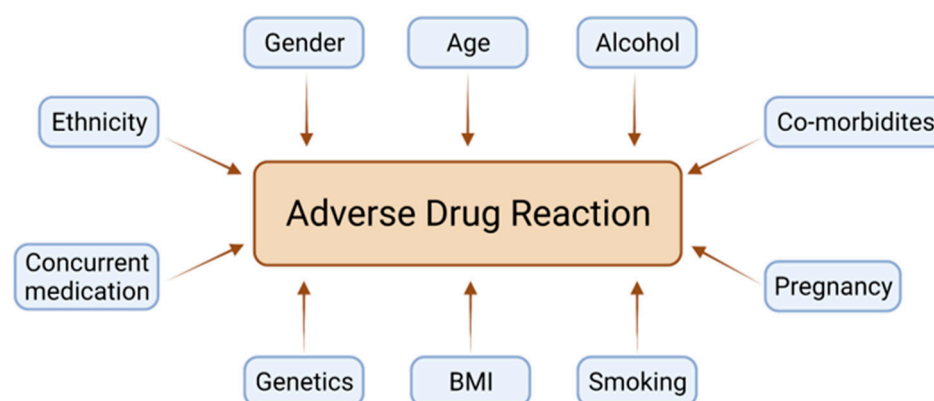 Gender
Age
Alcohol
Ethnicity
Co-morbidites
Adverse Drug Reaction
Concurrent
medication
Pregnancy
Genetics
BMI
Smoking